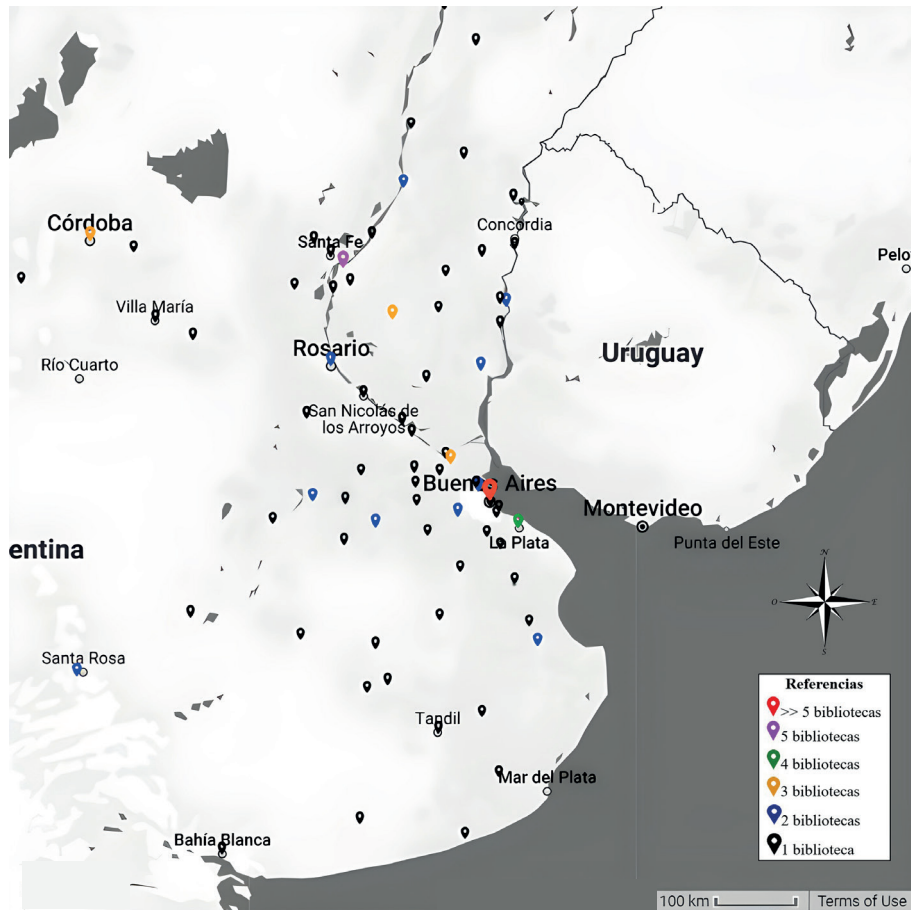 Córdoba
Santa Fe
Concordia
Pelo
Villa María
Rosario
Río Cuarto
Uruguay
San Nicolás de
los Arroyos
Buenos Aires
Montevideo
La Plata
Punta del Este
entina
N
O
E
S
Santa Rosa
Tandil
Mar del Plata
Bahía Blanca
Referencias
>> 5 bibliotecas
5 bibliotecas
4 bibliotecas
3 bibliotecas
2 bibliotecas
1 biblioteca
100 km
Terms of Use